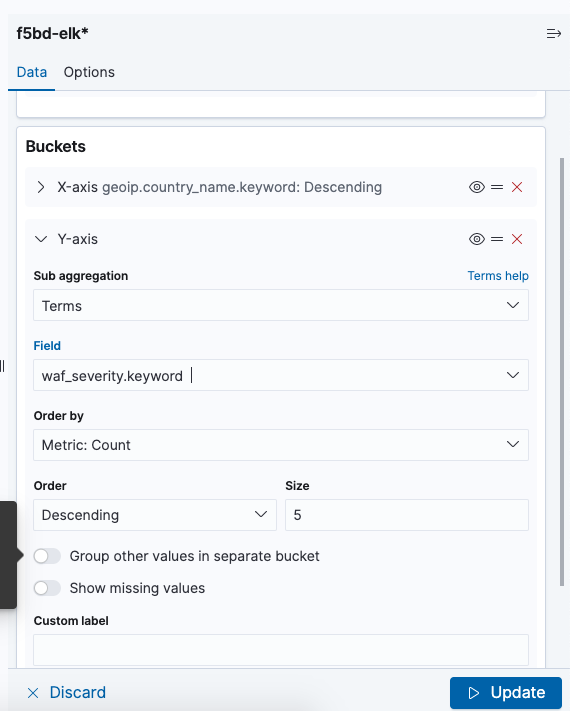 f5bd-elk*
Data Options
Buckets
X-axis geoip.country_name.keyword: Descending
Y-axis
Sub aggregation Terms help
Terms
Field
waf_severity.keyword
Order by
Metric: Count
Order Size
Descending 5
Group other values in separate bucket
Show missing values
Custom label
Discard Update